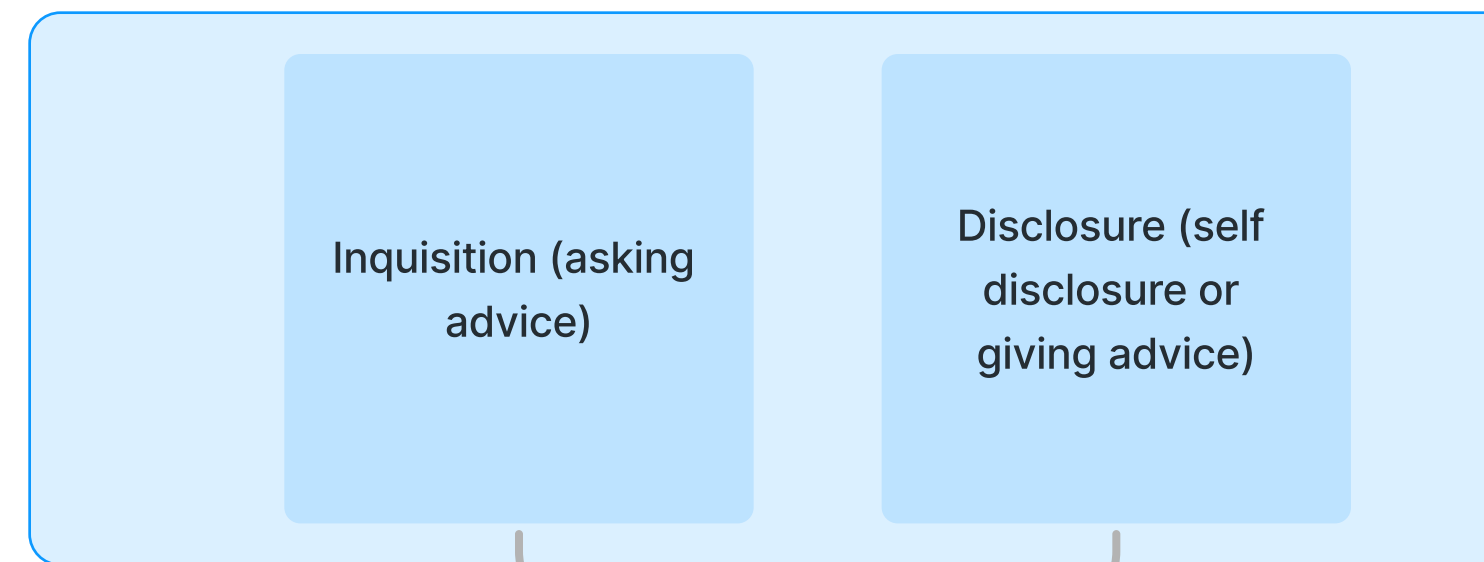 Inquisition (asking
advice)
Disclosure (self
disclosure or
giving advice)